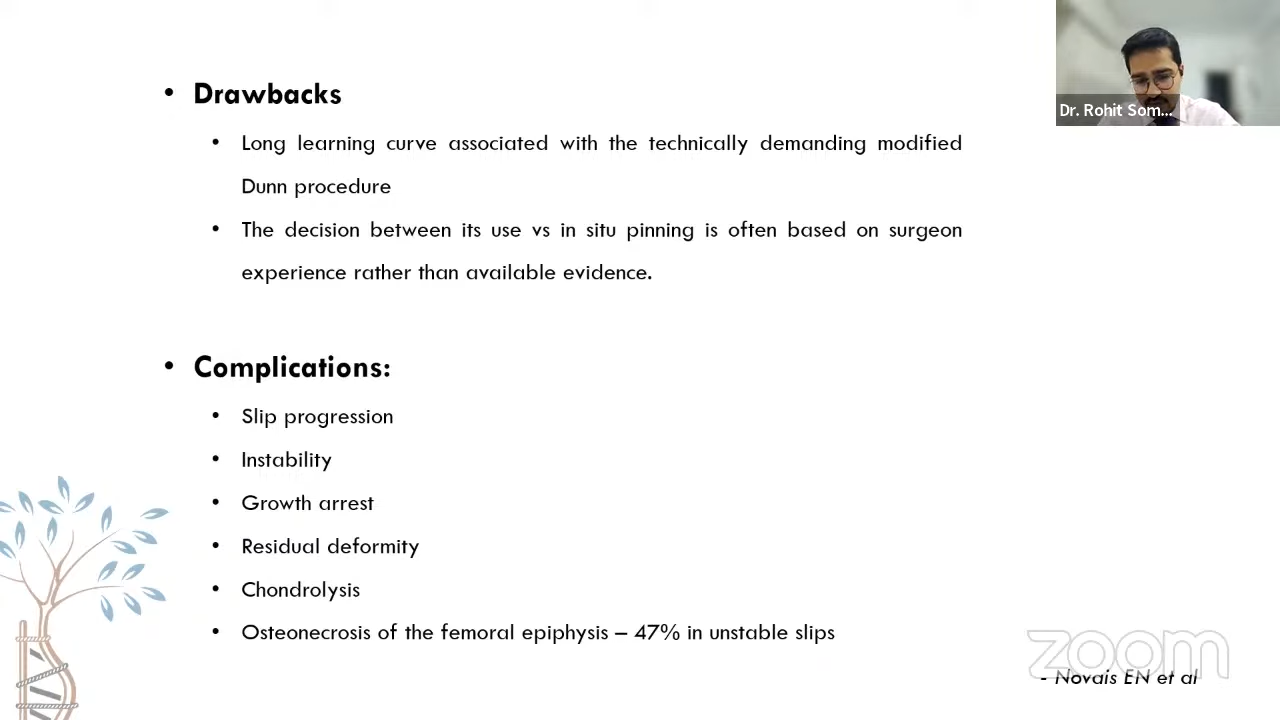 • Drawbacks
• Long learning curve associated with the technically demanding modified
Dunn procedure
• The decision between its use vs in situ pinning is often based on surgeon
experience rather than available evidence.
• Complications:
• Slip progression
• Instability
• Growth arrest
• Residual deformity
• Chondrolysis
• Osteonecrosis of the femoral epiphysis – 47% in unstable slips
- Novais EN et al
Dr. Rohit Som...
zoom